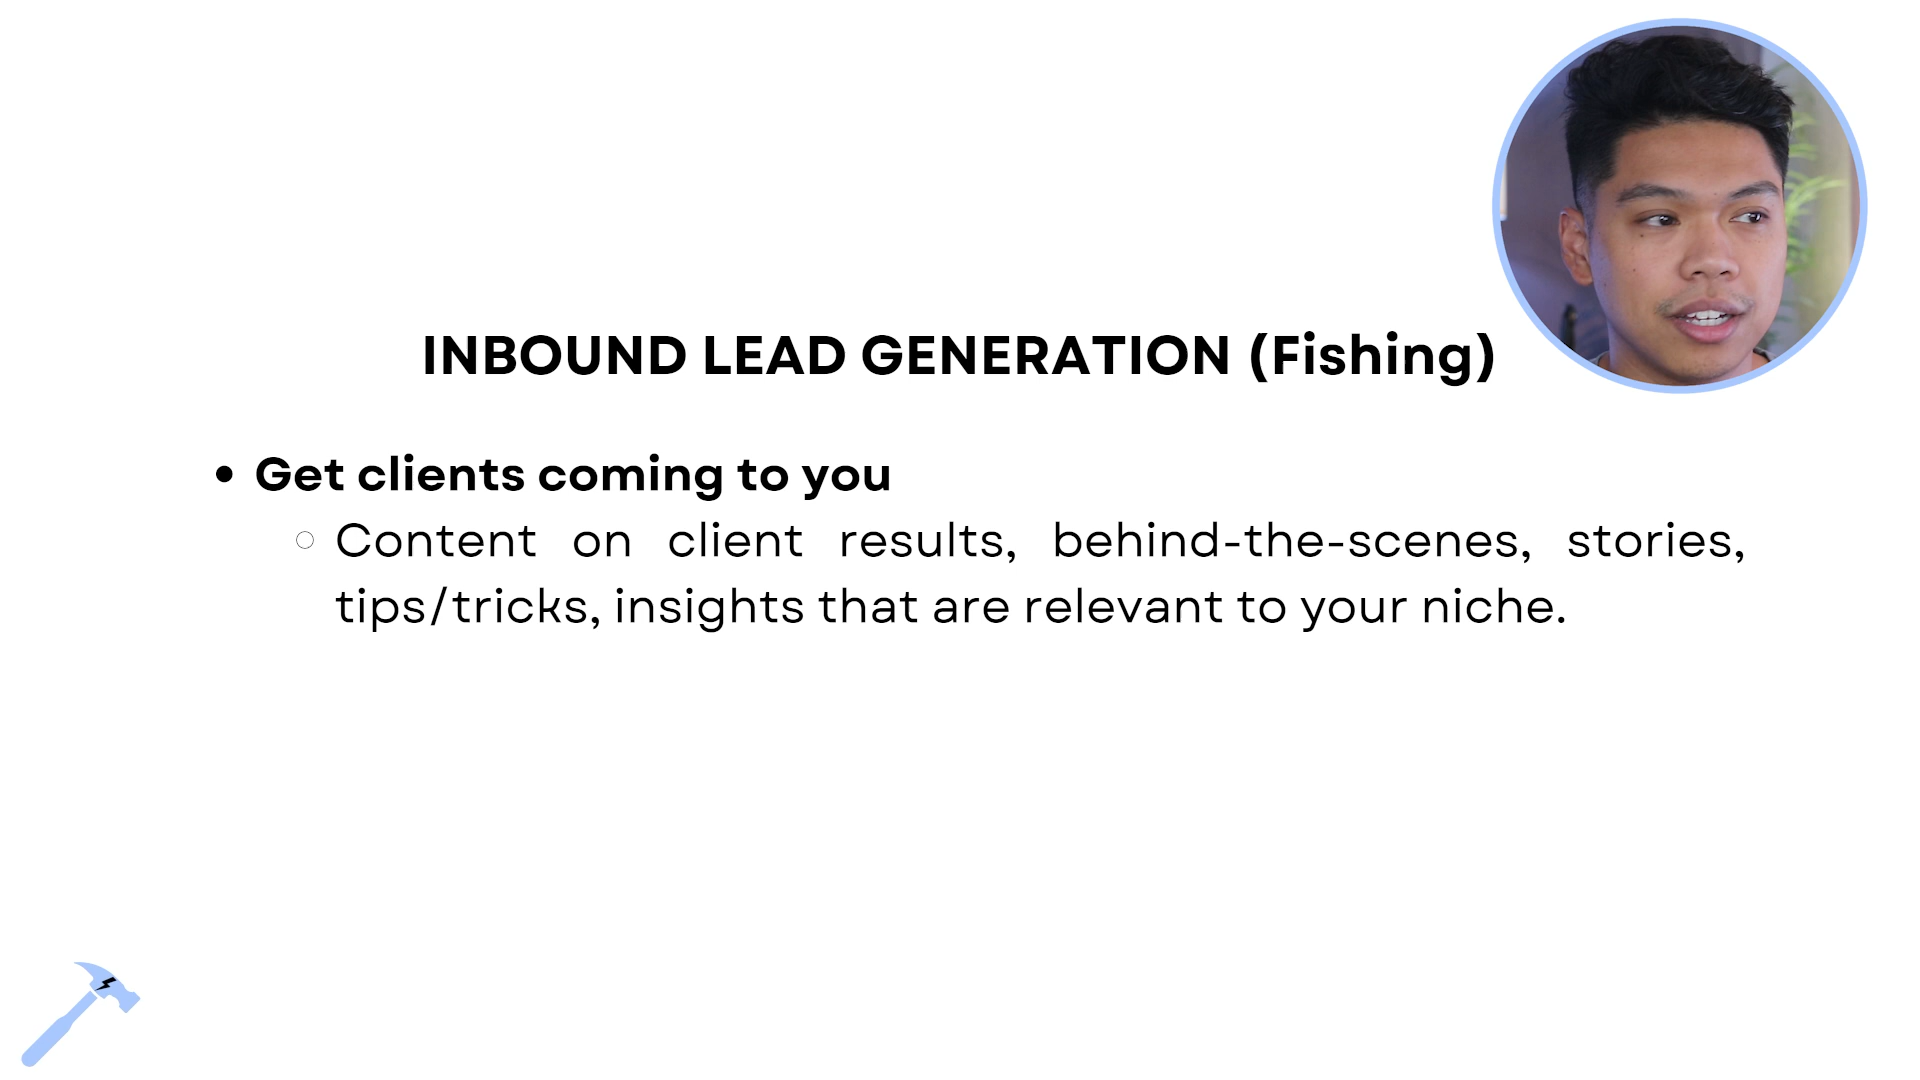 INBOUND LEAD GENERATION (Fishing)
• Get clients coming to you
○ Content on client results, behind-the-scenes, stories,
tips/tricks, insights that are relevant to your niche.